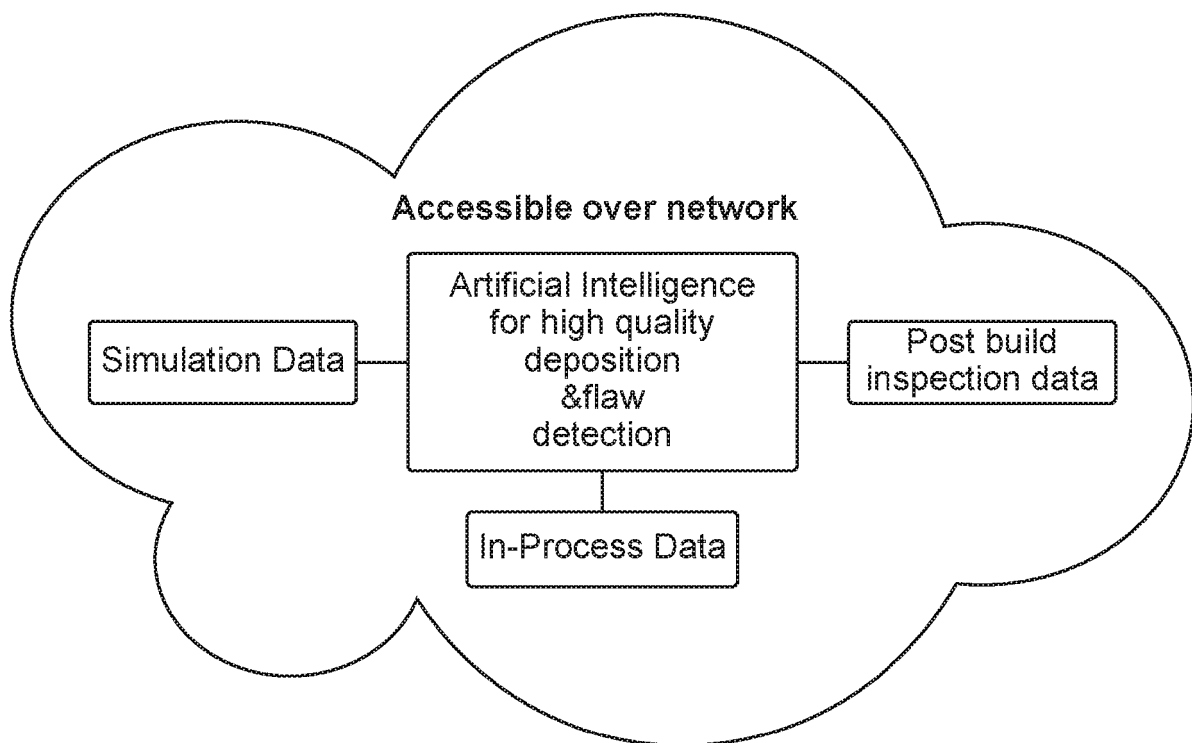 Accessible over network
Artificial Intelligence
for high quality
deposition
&flaw
detection
Simulation Data
Post build
inspection data
In-Process Data